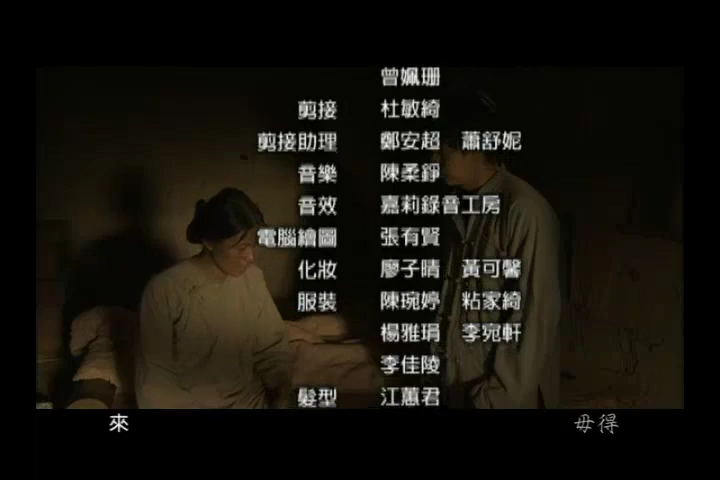 曾姵珊
剪接 杜敏綺
剪接助理 鄭安超 蕭舒妮
音樂 陳柔錚
音效 嘉莉錄音工房
電腦繪圖 張有賢
化妝 廖子晴 黃可馨
服裝 陳琬婷 粘家綺
楊雅琄 李宛軒
李佳陵
髮型 江蕙君
來 毋得